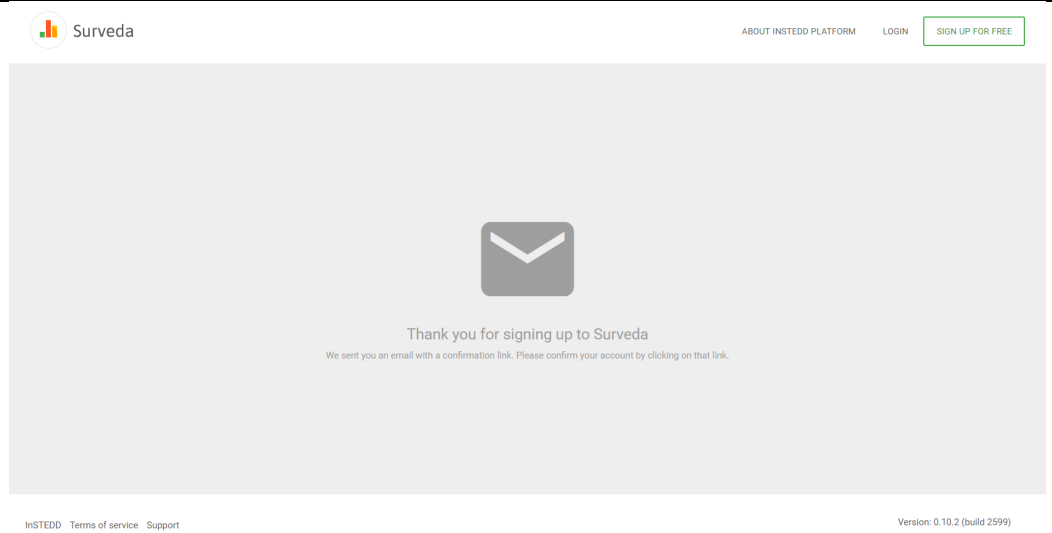 Surveda
ABOUT INSTEDD PLATFORM LOGIN SIGN UP FOR FREE
Thank you for signing up to Surveda
We sent you an email with a confirmation link. Please confirm your account by clicking on that link.
InSTEDD Terms of service Support
Version: 0.10.2 (build 2599)